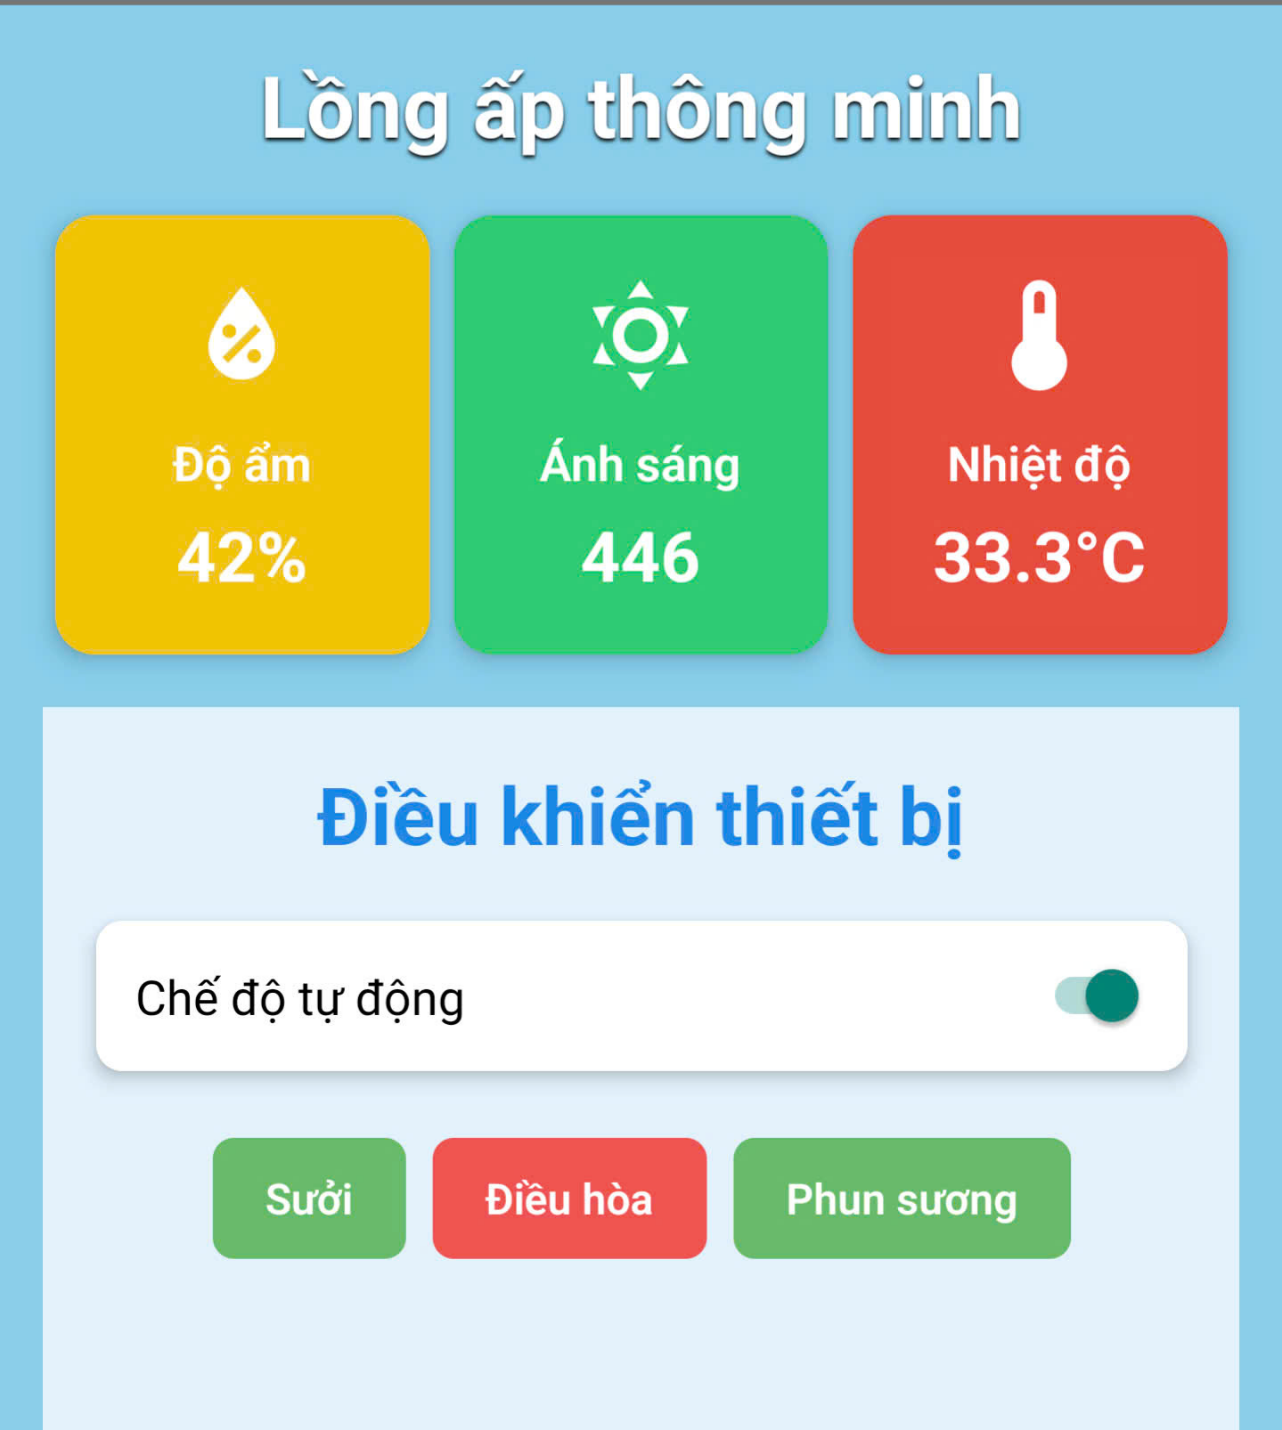 Lồng ấp thông minh
Độ ẩm
42%
Ánh sáng
446
Nhiệt độ
33.3°C
Điều khiển thiết bị
Chế độ tự động
Sưởi
Điều hòa
Phun sương